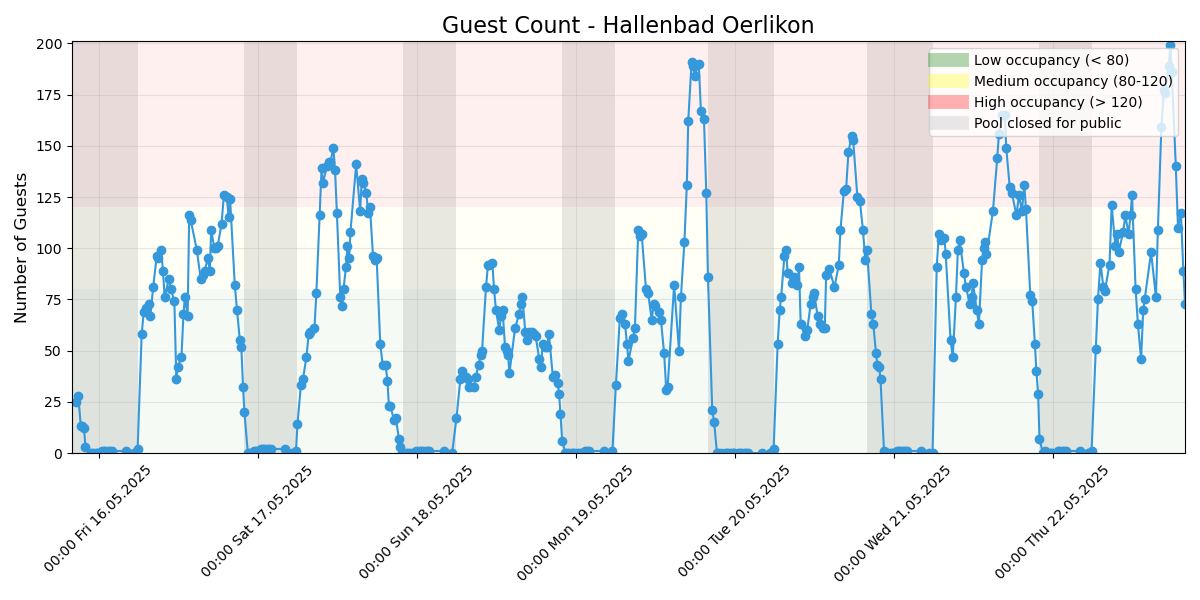 Guest Count - Hallenbad Oerlikon
Number of Guests
200
175
150
125
100
75
50
25
0
Low occupancy (< 80)
Medium occupancy (80-120)
High occupancy (> 120)
Pool closed for public
00:00 Fri 16.05.2025
00:00 Sat 17.05.2025
00:00 Sun 18.05.2025
00:00 Mon 19.05.2025
00:00 Tue 20.05.2025
00:00 Wed 21.05.2025
00:00 Thu 22.05.2025